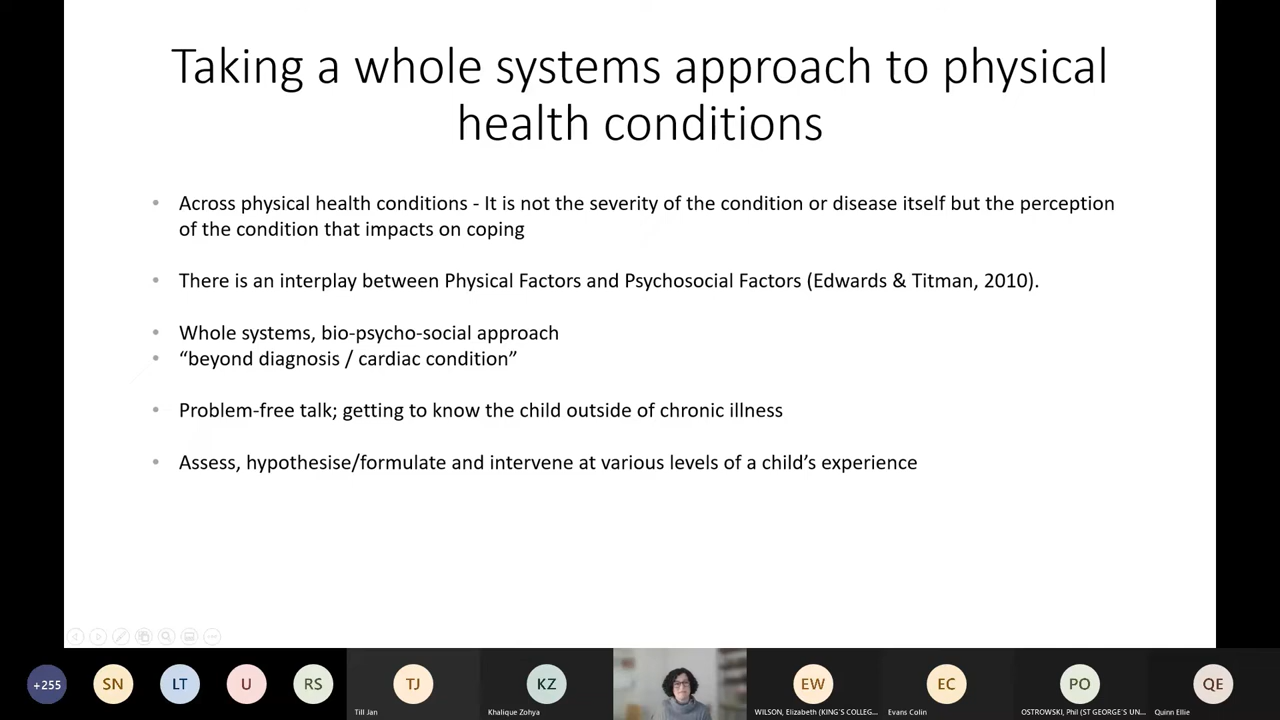 Taking a whole systems approach to physical
health conditions
• Across physical health conditions - It is not the severity of the condition or disease itself but the perception
of the condition that impacts on coping
• There is an interplay between Physical Factors and Psychosocial Factors (Edwards & Titman, 2010).
• Whole systems, bio-psycho-social approach
• “beyond diagnosis / cardiac condition”
• Problem-free talk; getting to know the child outside of chronic illness
• Assess, hypothesise/formulate and intervene at various levels of a child’s experience
+255 SN LT U RS TJ KZ EW EC PO QE
Till Jan Khalique Zohya WILSON, Elizabeth (KING'S COLLEG... Evans Colin OSTROWSKI, Phil (ST GEORGE'S UN... Quinn Ellie